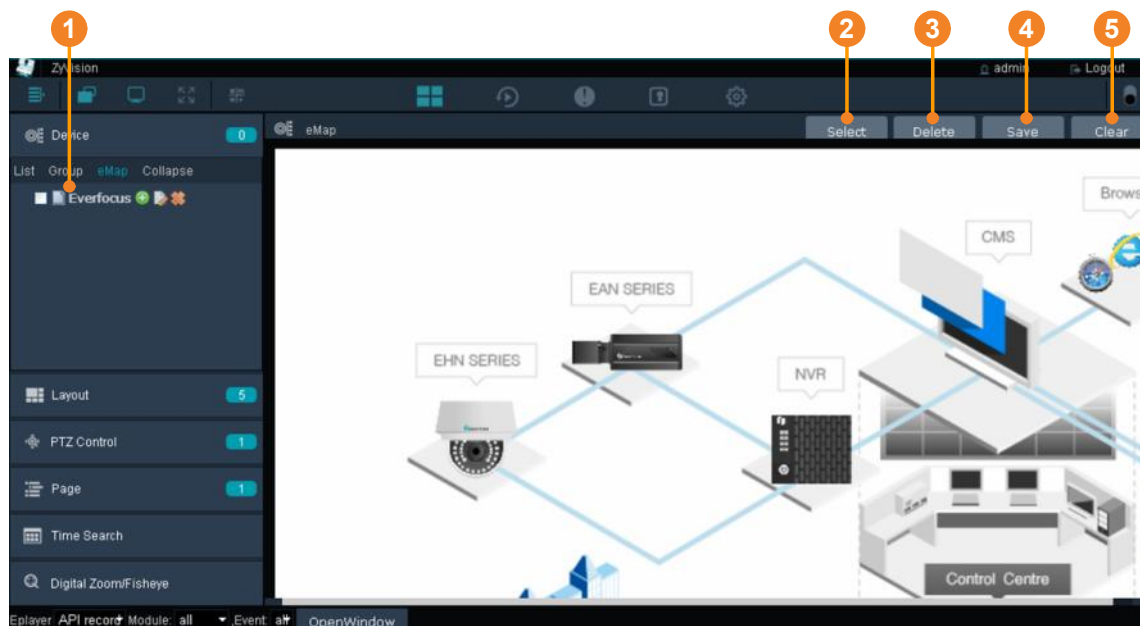 1 2 3 4 5
ZyVision
admin Logout
Device 0
eMap
Select Delete Save Clear
List Group eMap Collapse
Everfocus
Brows
CMS
EAN SERIES
EHN SERIES
NVR
Layout 5
PTZ Control 1
Page 1
Time Search
Digital Zoom/Fisheye
Control Centre
Eplayer API record Module: all ,Event: all OpenWindow